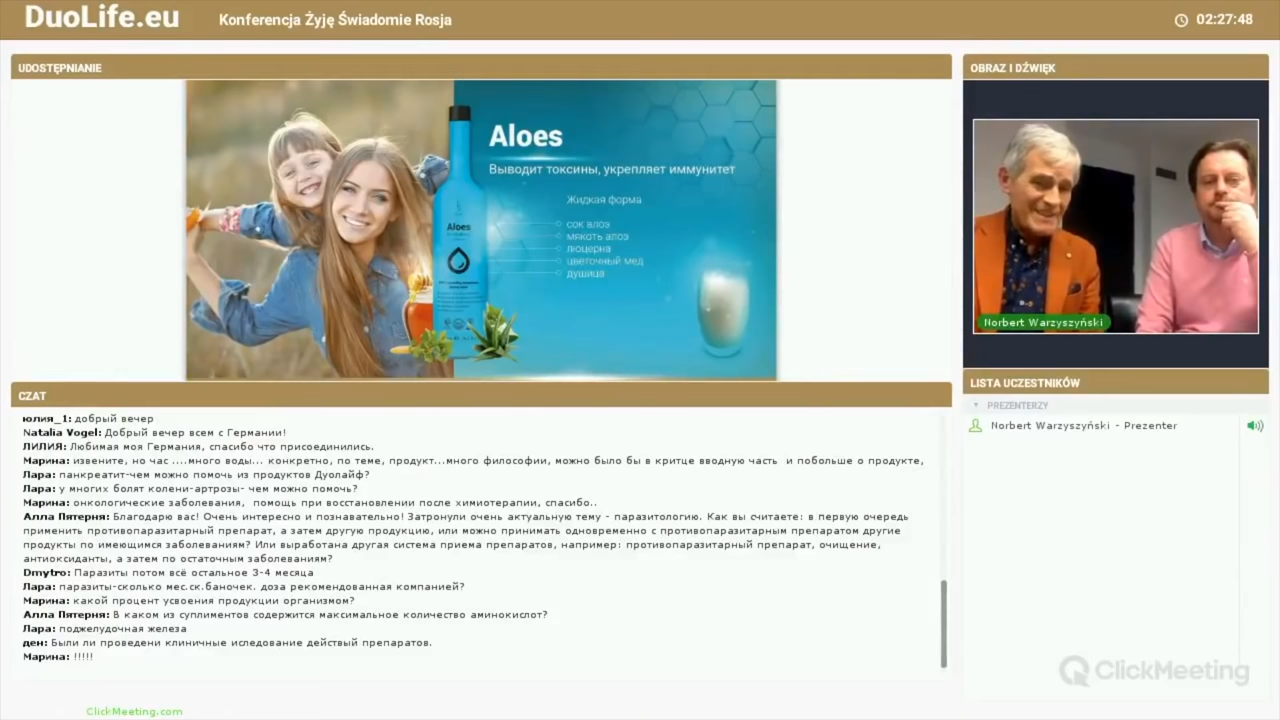 DuoLife.eu
Konferencja Żyję Świadomie Rosja
02:27:48
UDOSTĘPNIANIE
OBRAZ I DŹWIĘK
Aloes
Выводит токсины, укрепляет иммунитет
Жидкая форма
сок алоэ
мякоть алоэ
люцерна
цветочный мед
душица
Aloes
Norbert Warzyszyński
CZAT
LISTA UCZESTNIKÓW
PREZENTERZY
Norbert Warzyszyński - Prezenter
юлия_1: добрый вечер
Natalia Vogel: Добрый вечер всем с Германии!
ЛИЛИЯ: Любимая моя Германия, спасибо что присоединились.
Марина: извените, но час ....много воды... конкретно, по теме, продукт...много философии, можно было бы в критце вводную часть и побольше о продукте,
Лара: панкреатит-чем можно помочь из продуктов Дуолайф?
Лара: у многих болят колени-артрозы- чем можно помочь?
Марина: онкологические заболевания, помощь при восстановлении после химиотерапии, спасибо..
Алла Пятерня: Благодарю вас! Очень интересно и познавательно! Затронули очень актуальную тему - паразитологию. Как вы считаете: в первую очередь
применить противопаразитарный препарат, а затем другую продукцию, или можно принимать одновременно с противопаразитарным препаратом другие
продукты по имеющимся заболеваниям? Или выработана другая система приема препаратов, например: противопаразитарный препарат, очищение,
антиоксиданты, а затем по остаточным заболеваниям?
Dmytro: Паразиты потом всё остальное 3-4 месяца
Лара: паразиты-сколько мес.ск.баночек. доза рекомендованная компанией?
Марина: какой процент усвоения продукции организмом?
Алла Пятерня: В каком из суплиментов содержится максимальное количество аминокислот?
Лара: поджелудочная железа
ден: Были ли проведени клиничные иследование действый препаратов.
Марина: !!!!!
ClickMeeting
ClickMeeting.com